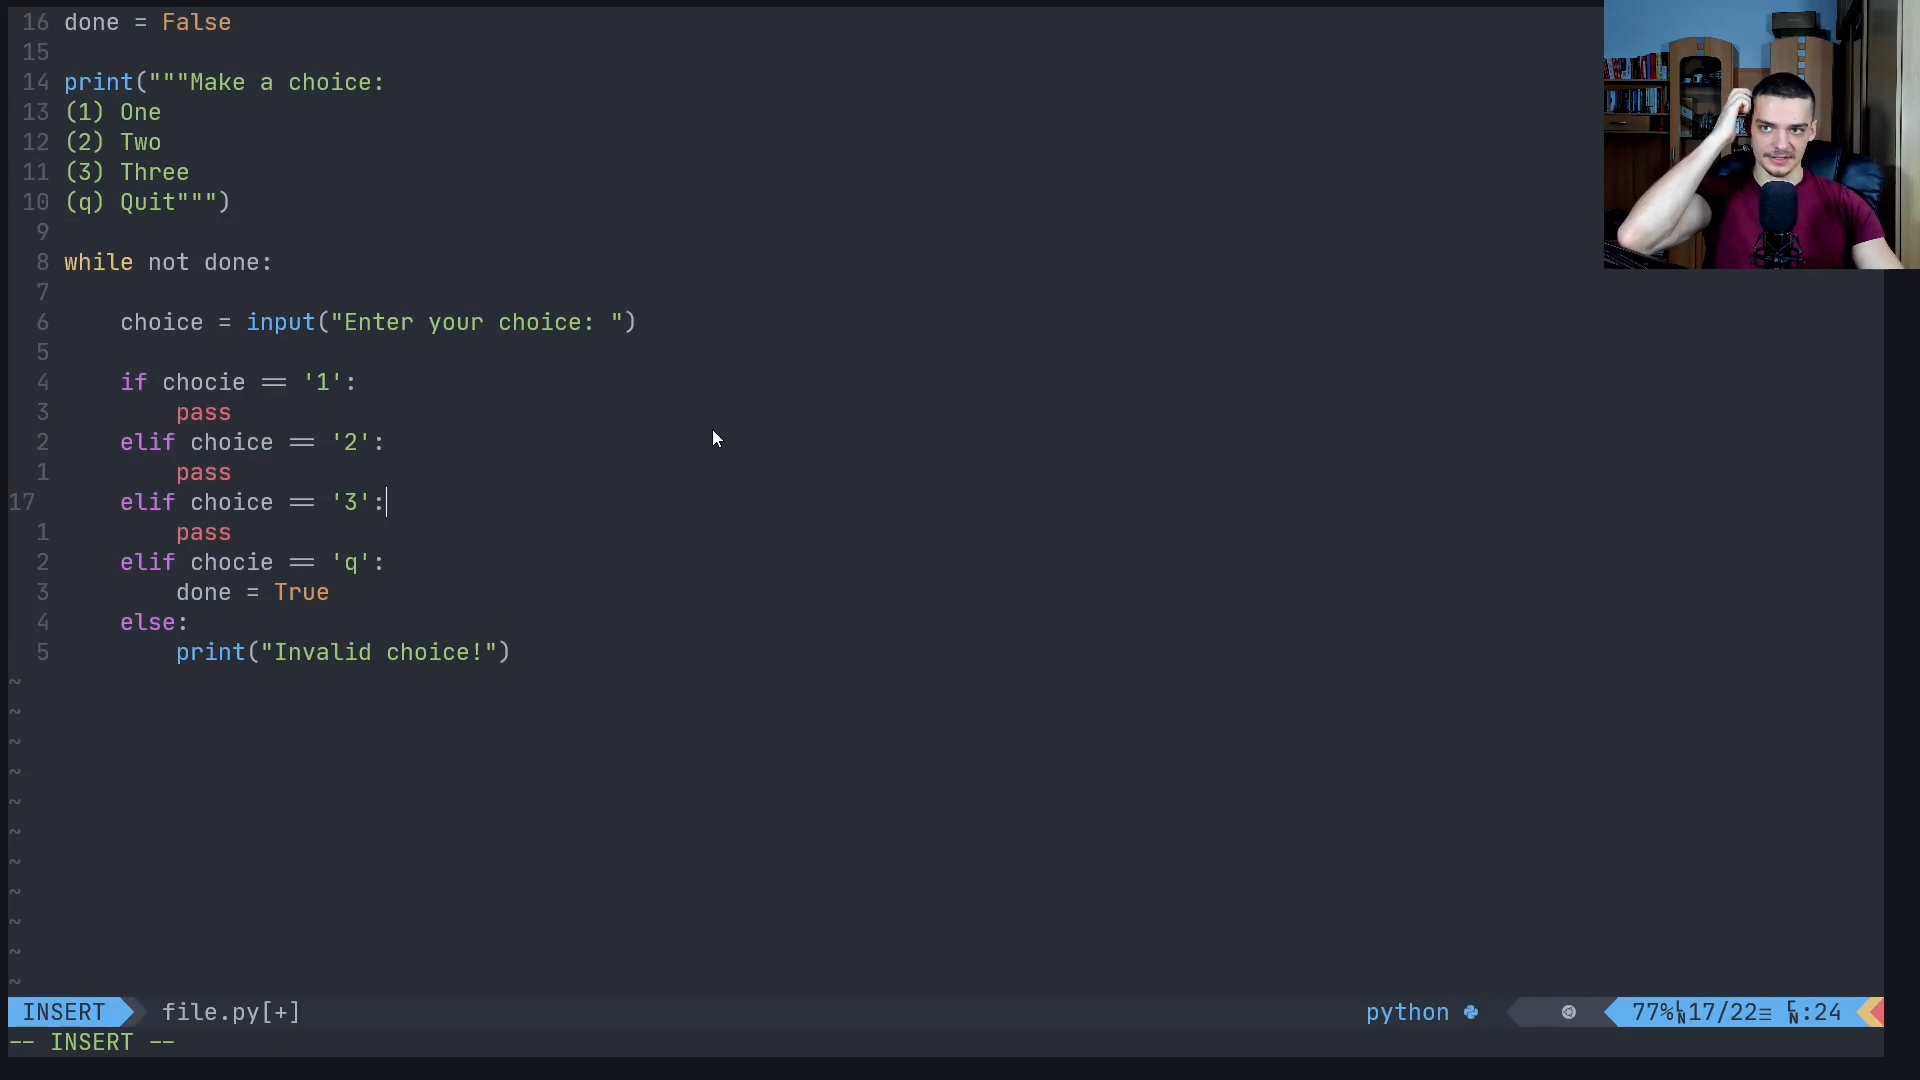 16 done = False
15
14 print("""Make a choice:
13 (1) One
12 (2) Two
11 (3) Three
10 (q) Quit""")
9
8 while not done:
7
6 choice = input("Enter your choice: ")
5
4 if chocie == '1':
3 pass
2 elif choice == '2':
1 pass
17 elif choice == '3':
1 pass
2 elif chocie == 'q':
3 done = True
4 else:
5 print("Invalid choice!")
~
~
~
~
~
~
~
~
~
~
~
INSERT file.py[+] python 77% LN 17/22≡ CN:24
-- INSERT --